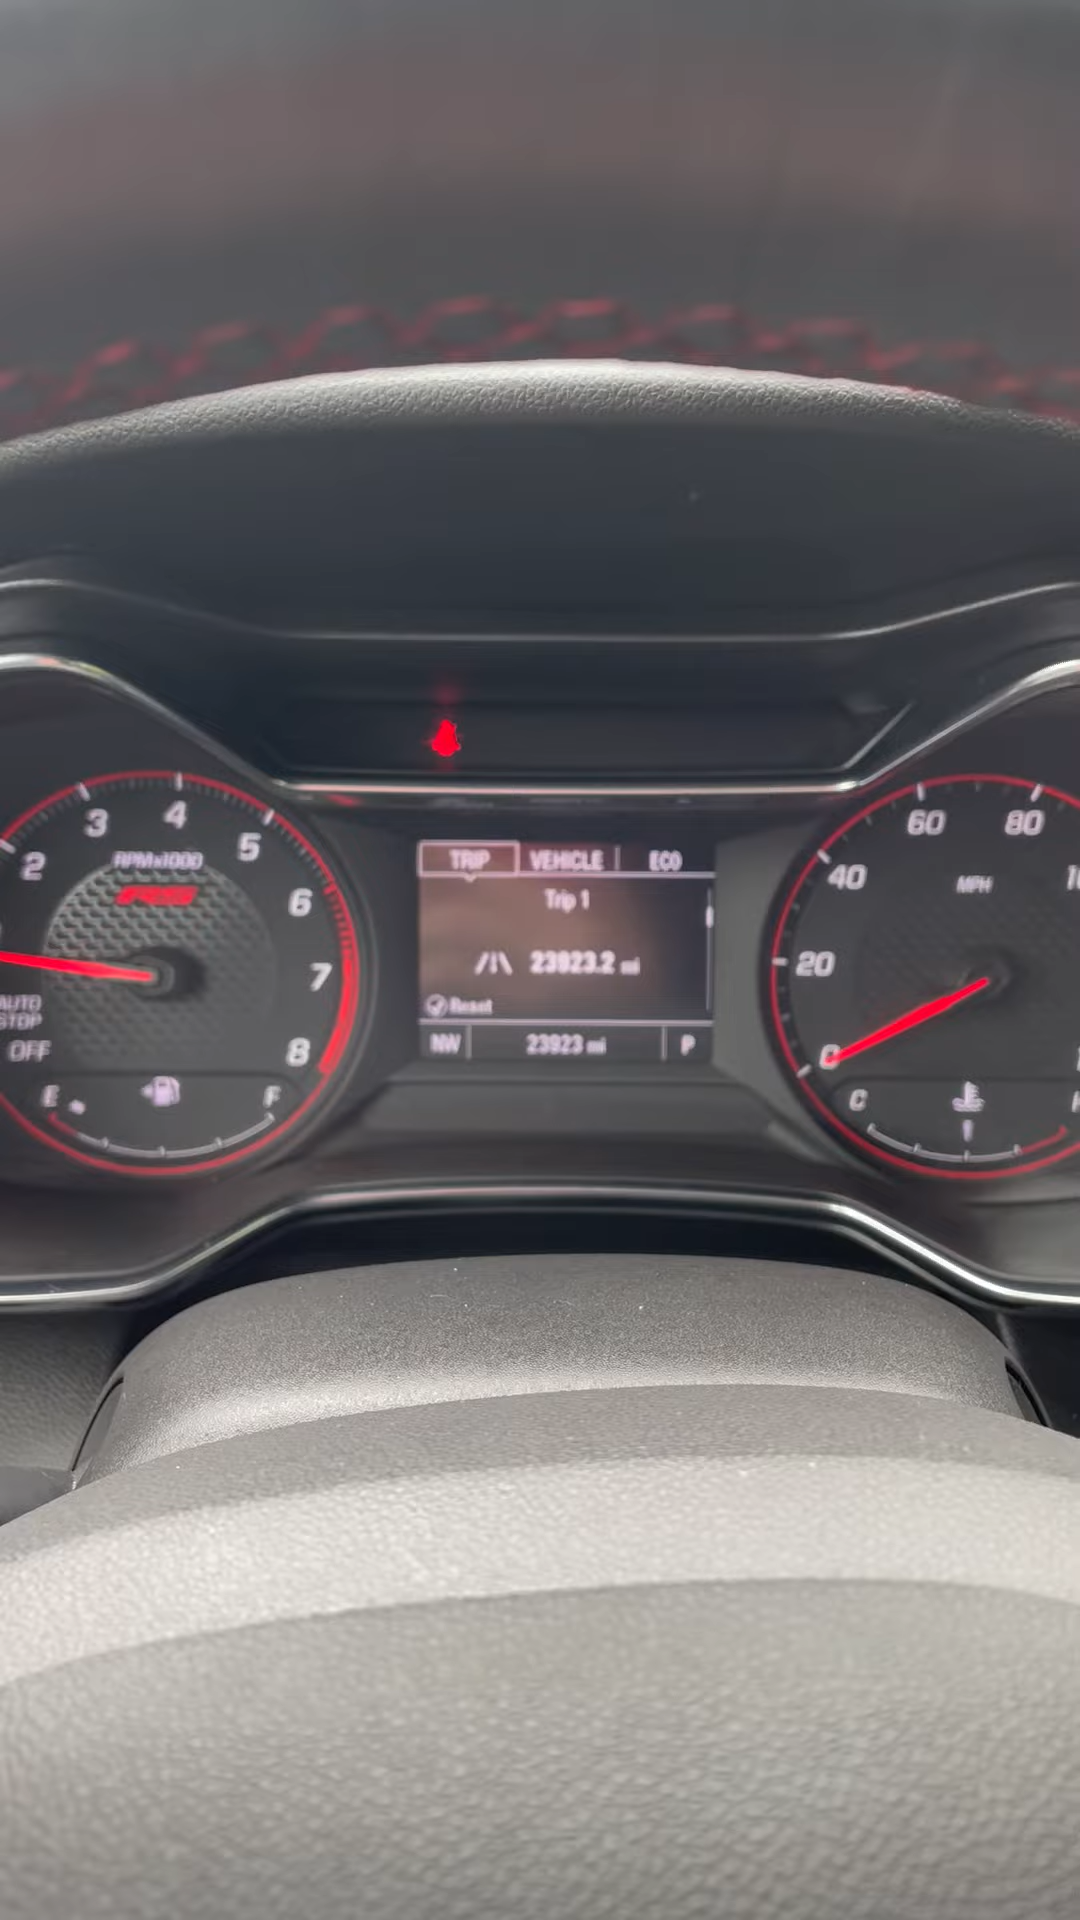 TRIP VEHICLE ECO
Trip 1
23923.2 mi
Reset
NW 23923 mi P
2 3 4 5 6 7 8
RPMx1000
RS
AUTO
STOP
OFF
E F
0 20 40 60 80
MPH
C